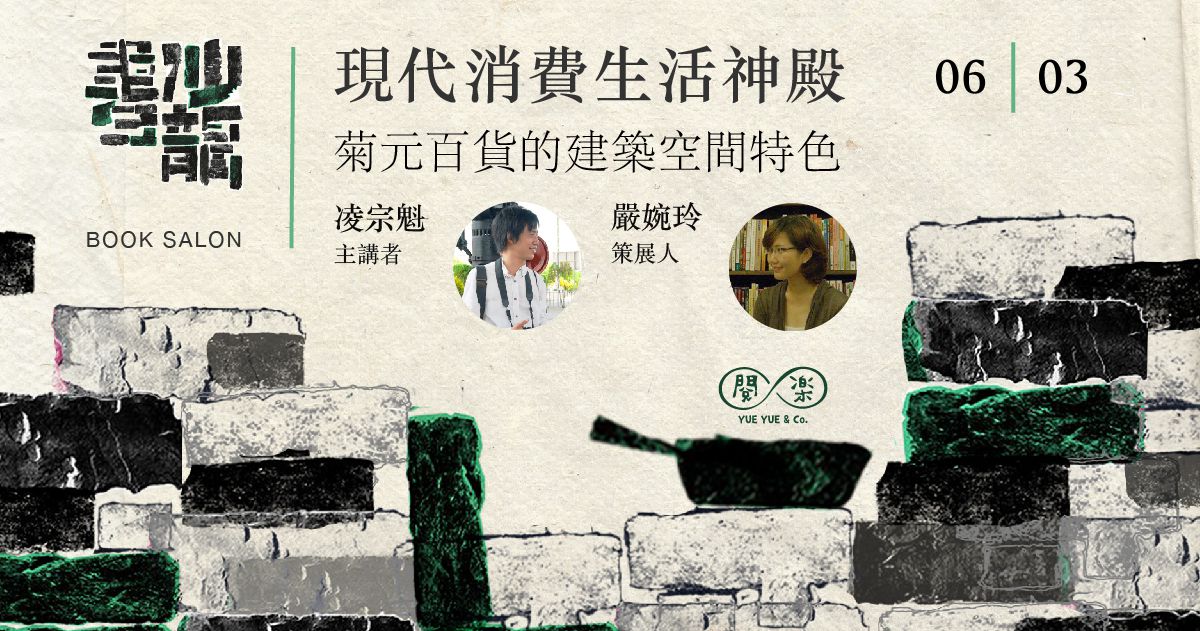 書沙龍
BOOK SALON
現代消費生活神殿
菊元百貨的建築空間特色
06 | 03
凌宗魁
主講者
嚴婉玲
策展人
閱樂
YUE YUE & Co.